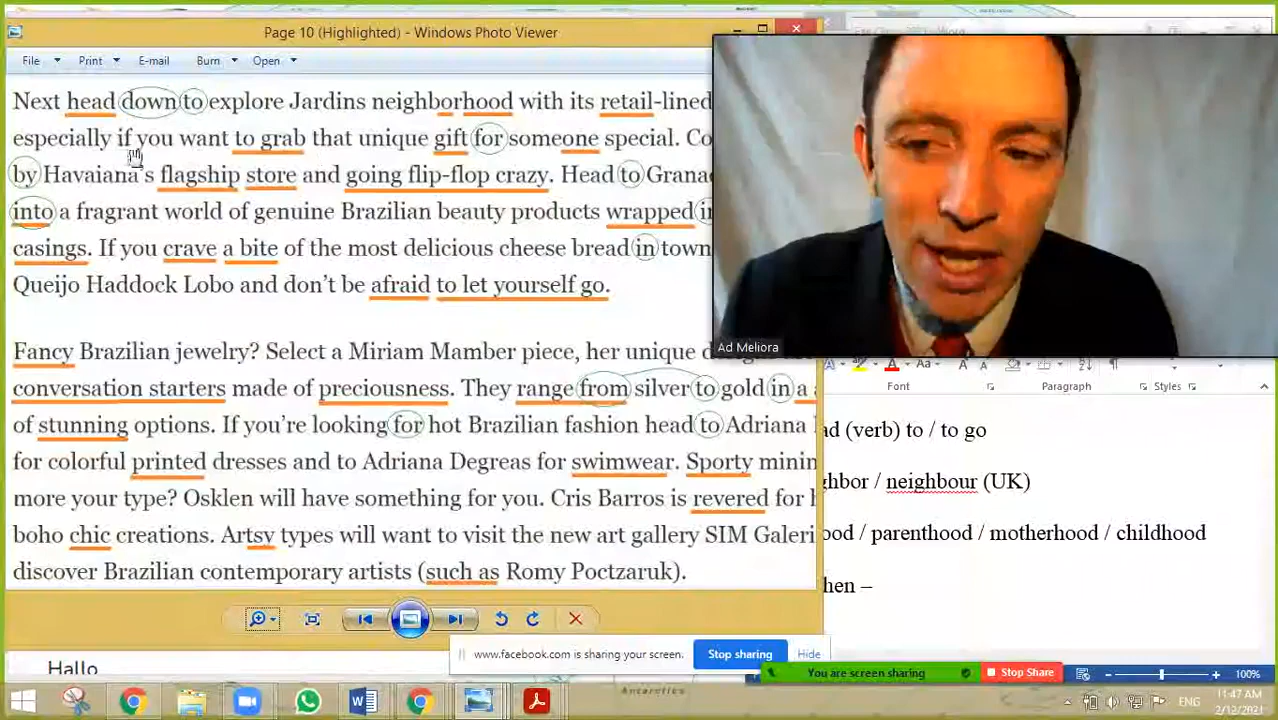 Page 10 (Highlighted) - Windows Photo Viewer
File Print E-mail Burn Open
Next head down to explore Jardins neighborhood with its retail-lined
especially if you want to grab that unique gift for someone special. Co
by Havaiana's flagship store and going flip-flop crazy. Head to Grana
into a fragrant world of genuine Brazilian beauty products wrapped i
casings. If you crave a bite of the most delicious cheese bread in town
Queijo Haddock Lobo and don't be afraid to let yourself go.
Fancy Brazilian jewelry? Select a Miriam Mamber piece, her unique
conversation starters made of preciousness. They range from silver to gold in a
of stunning options. If you're looking for hot Brazilian fashion head to Adriana
for colorful printed dresses and to Adriana Degreas for swimwear. Sporty minim
more your type? Osklen will have something for you. Cris Barros is revered for h
boho chic creations. Artsy types will want to visit the new art gallery SIM Galeri
discover Brazilian contemporary artists (such as Romy Poctzaruk).
Ad Meliora
Font Paragraph Styles
ad (verb) to / to go
ghbor / neighbour (UK)
ood / parenthood / motherhood / childhood
hen –
Hallo
www.facebook.com is sharing your screen. Stop sharing Hide
You are screen sharing Stop Share
100%
Antarctica
ENG
11:47 AM
2/12/2021